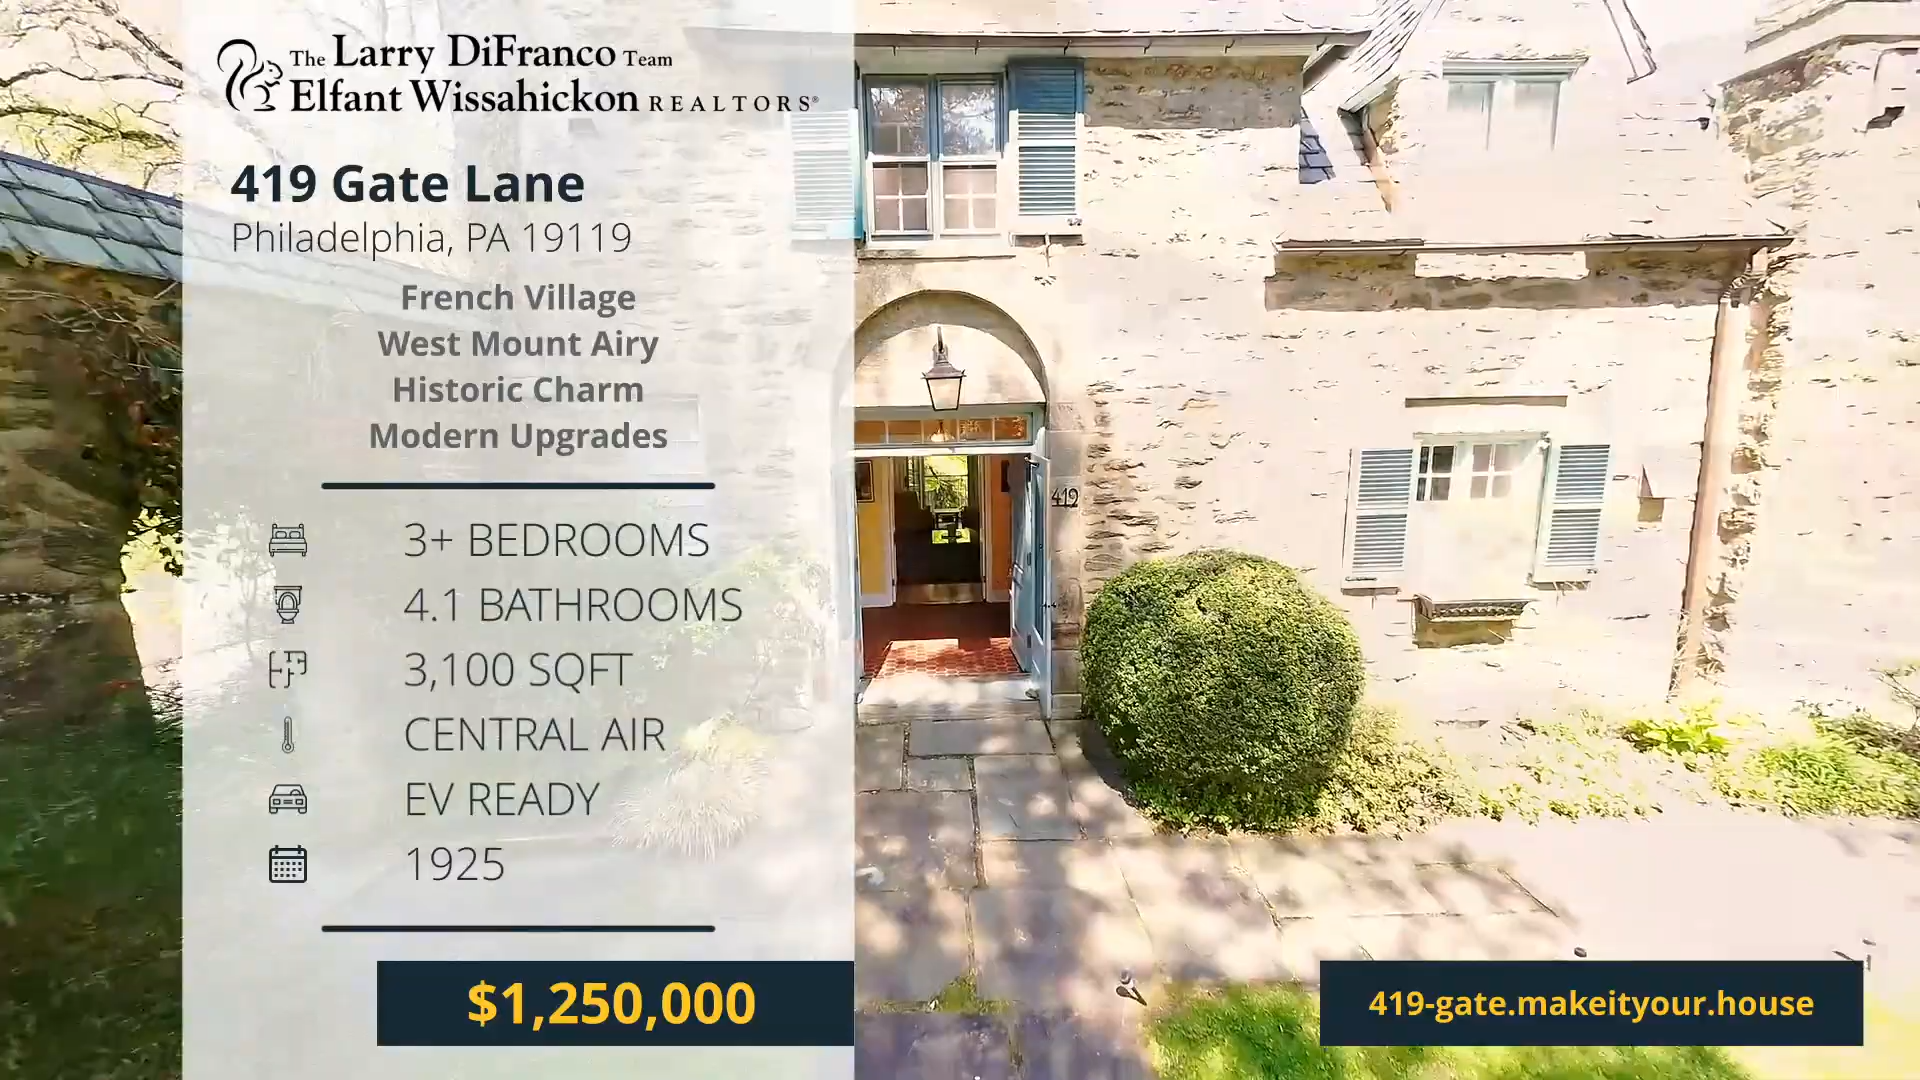 The Larry DiFranco Team
Elfant Wissahickon REALTORS®
419 Gate Lane
Philadelphia, PA 19119
French Village
West Mount Airy
Historic Charm
Modern Upgrades
3+ BEDROOMS
4.1 BATHROOMS
3,100 SQFT
CENTRAL AIR
EV READY
1925
$1,250,000
419
419-gate.makeityour.house